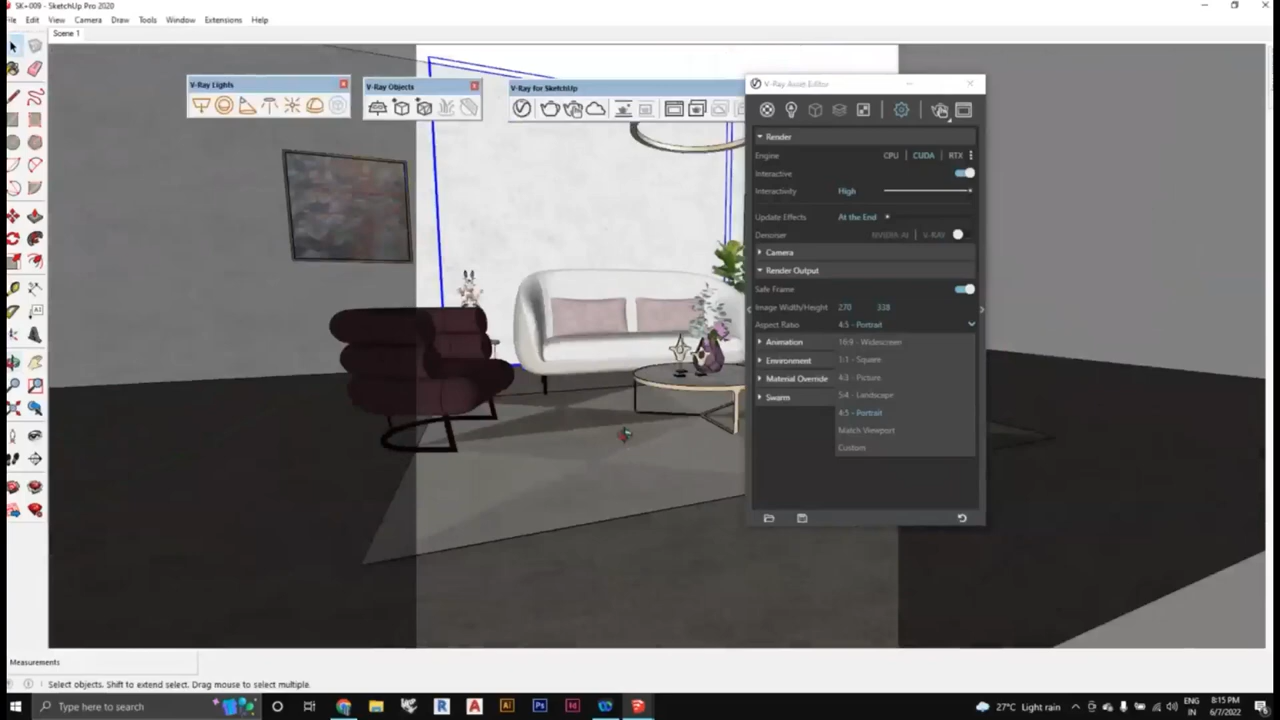 SK-009 - SketchUp Pro 2020
Edit View Camera Draw Tools Window Extensions Help
Scene 1
V-Ray Lights
V-Ray Objects
V-Ray for SketchUp
V-Ray Asset Editor
Render
Engine CPU | CUDA | RTX
Interactive
Interactivity High
Update Effects At the End
Denoiser NVIDIA AI | V-RAY
Camera
Render Output
Safe Frame
Image Width/Height 270 338
Aspect Ratio 4:5 - Portrait
Animation 16:9 - Widescreen
1:1 - Square
Environment
4:3 - Picture
Material Override
5:4 - Landscape
Swarm
4:5 - Portrait
Match Viewport
Custom
Measurements
Select objects. Shift to extend select. Drag mouse to select multiple.
Type here to search
27°C Light rain
ENG
IN
8:15 PM
6/7/2022